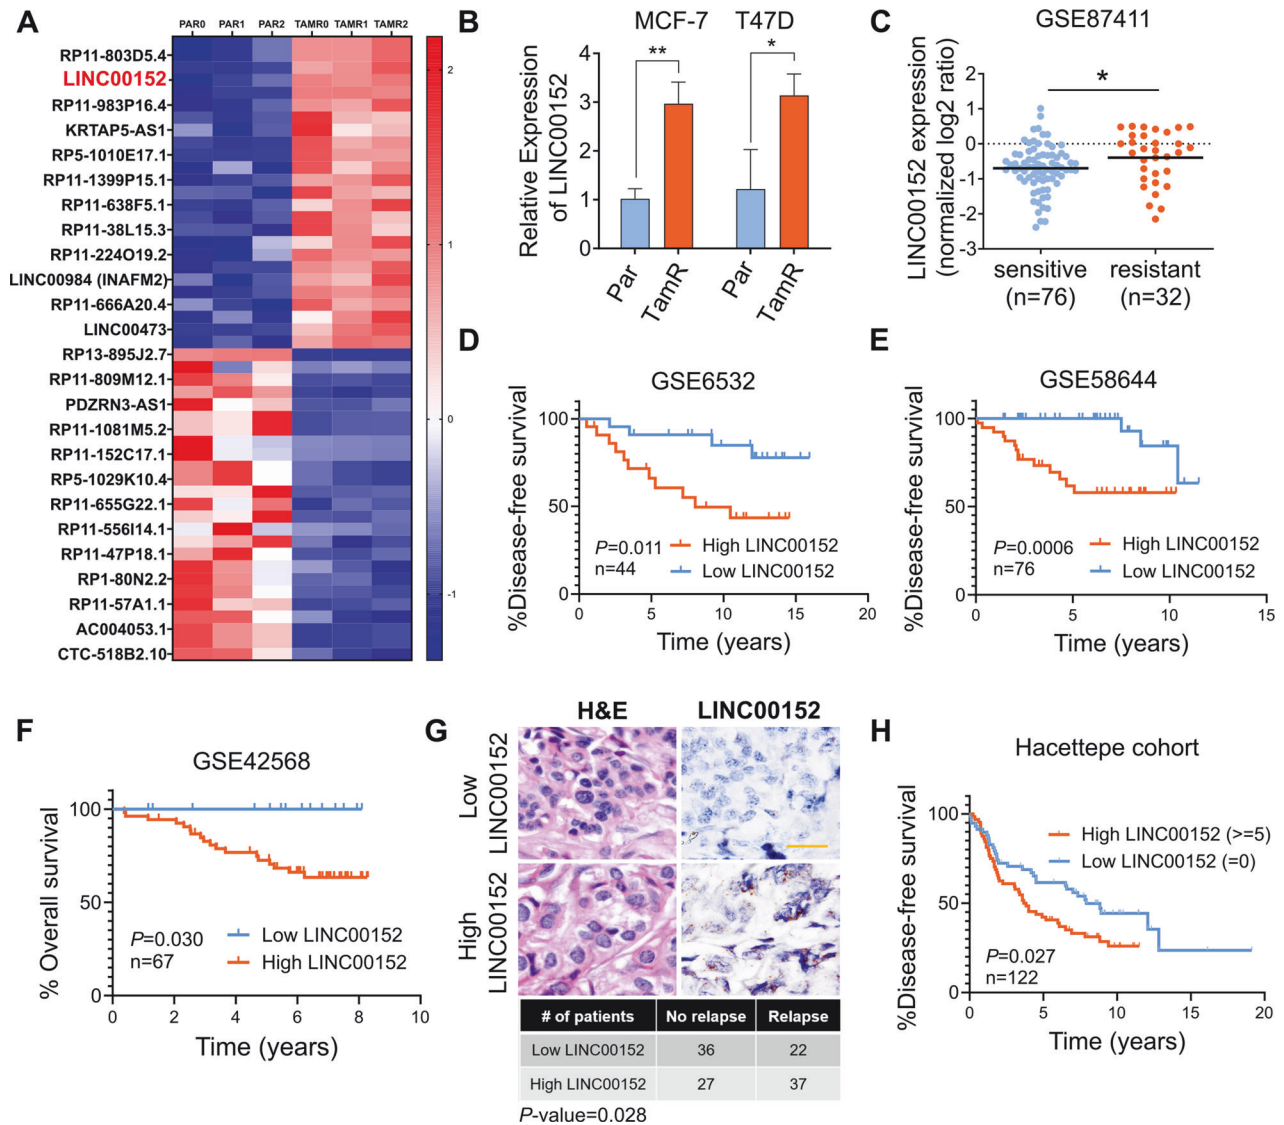 A
PAR0 PAR1 PAR2 TAMR0 TAMR1 TAMR2
RP11-803D5.4
LINC00152
RP11-983P16.4
KRTAP5-AS1
RP5-1010E17.1
RP11-1399P15.1
RP11-638F5.1
RP11-38L15.3
RP11-224O19.2
LINC00984 (INAFM2)
RP11-666A20.4
LINC00473
RP13-895J2.7
RP11-809M12.1
PDZRN3-AS1
RP11-1081M5.2
RP11-152C17.1
RP5-1029K10.4
RP11-655G22.1
RP11-556I14.1
RP11-47P18.1
RP1-80N2.2
RP11-57A1.1
AC004053.1
CTC-518B2.10
2
1
0
-1
B
MCF-7 T47D
Relative Expression
of LINC00152
4
3
2
1
0
**
*
Par
TamR
Par
TamR
C
GSE87411
LINC00152 expression
(normalized log2 ratio)
2
1
0
-1
-2
-3
*
sensitive
(n=76)
resistant
(n=32)
D
GSE6532
%Disease-free survival
100
50
0
P=0.011
n=44
High LINC00152
Low LINC00152
0 5 10 15 20
Time (years)
E
GSE58644
%Disease-free survival
100
50
0
P=0.0006
n=76
High LINC00152
Low LINC00152
0 5 10 15
Time (years)
F
GSE42568
% Overall survival
100
50
0
P=0.030
n=67
Low LINC00152
High LINC00152
0 2 4 6 8 10
Time (years)
G
H&E LINC00152
Low
LINC00152
High
LINC00152
# of patients No relapse Relapse
Low LINC00152 36 22
High LINC00152 27 37
P-value=0.028
H
Hacettepe cohort
%Disease-free survival
100
50
0
High LINC00152 (>=5)
Low LINC00152 (=0)
P=0.027
n=122
0 5 10 15 20
Time (years)